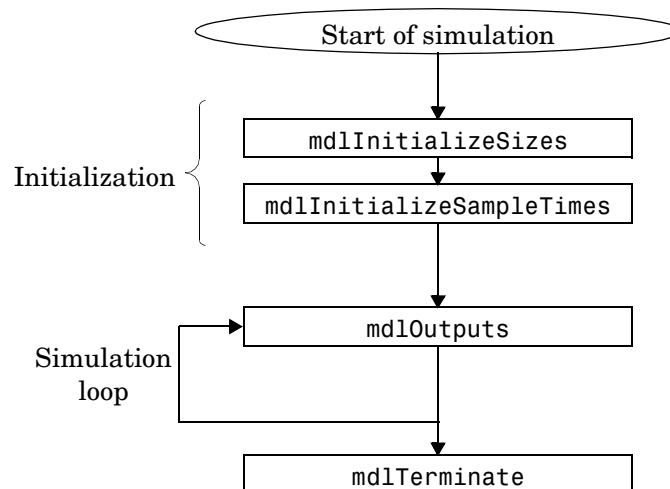 Start of simulation
mdlInitializeSizes
Initialization
mdlInitializeSampleTimes
mdlOutputs
Simulation
loop
mdlTerminate